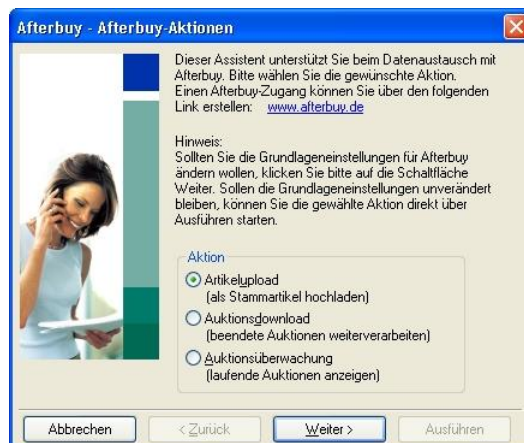 Afterbuy - Afterbuy-Aktionen
Dieser Assistent unterstützt Sie beim Datenaustausch mit
Afterbuy. Bitte wählen Sie die gewünschte Aktion.
Einen Afterbuy-Zugang können Sie über den folgenden
Link erstellen: www.afterbuy.de
Hinweis:
Sollten Sie die Grundlageneinstellungen für Afterbuy
ändern wollen, klicken Sie bitte auf die Schaltfläche
Weiter. Sollen die Grundlageneinstellungen unverändert
bleiben, können Sie die gewählte Aktion direkt über
Ausführen starten.
Aktion
Artikelupload
(als Stammartikel hochladen)
Auktionsdownload
(beendete Auktionen weiterverarbeiten)
Auktionsüberwachung
(laufende Auktionen anzeigen)
Abbrechen
< Zurück
Weiter >
Ausführen